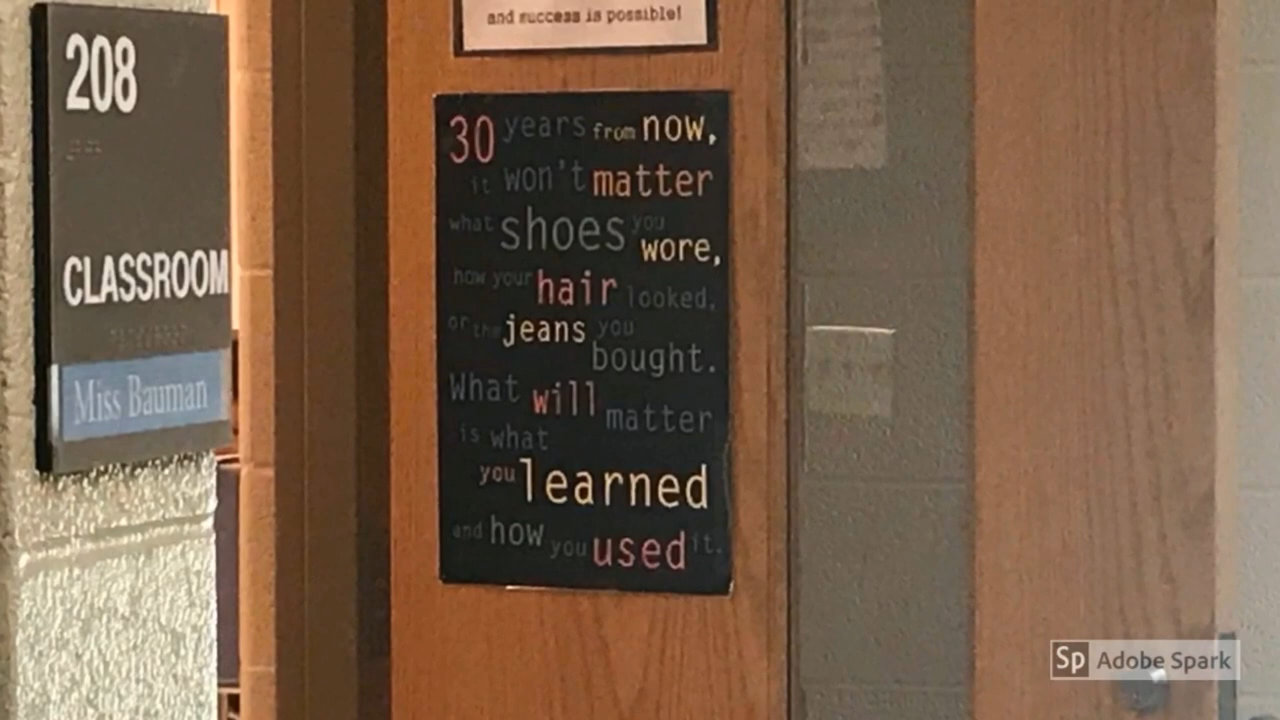 208
CLASSROOM
Miss Bauman
and success is possible!
30 years from now,
it won't matter
what shoes you
wore,
how your hair looked,
or the jeans you
bought.
What will matter
is what
you learned
and how you used it.
Sp Adobe Spark